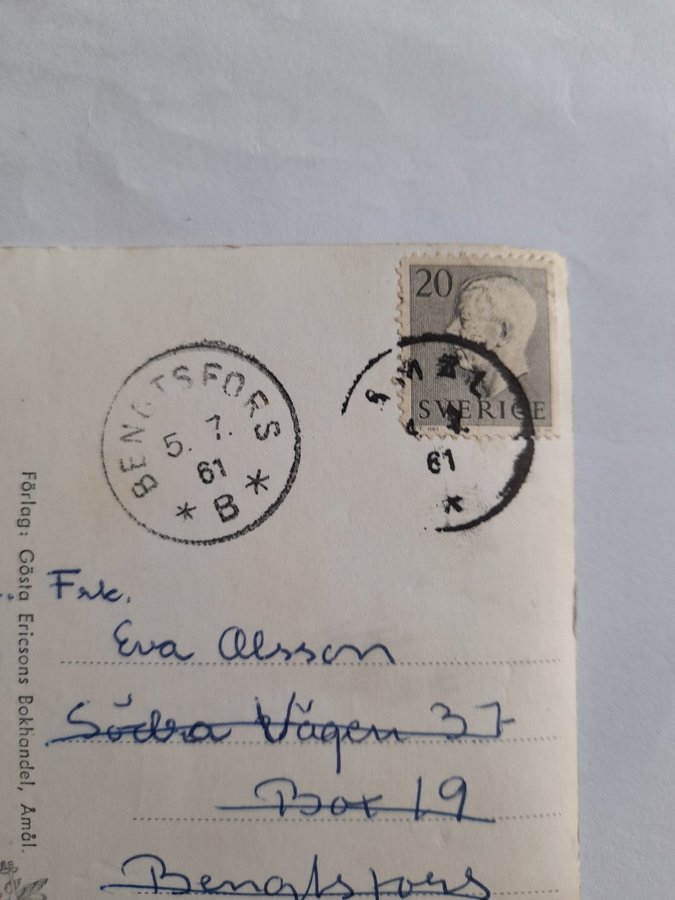 20
SVERIGE
61
BENGTSFORS
5. 7.
61
* B *
Förlag: Gösta Ericsons Bokhandel, Åmål.
Frk.
Eva Olsson
Södra Vägen 37
Box 19
Bengtsfors